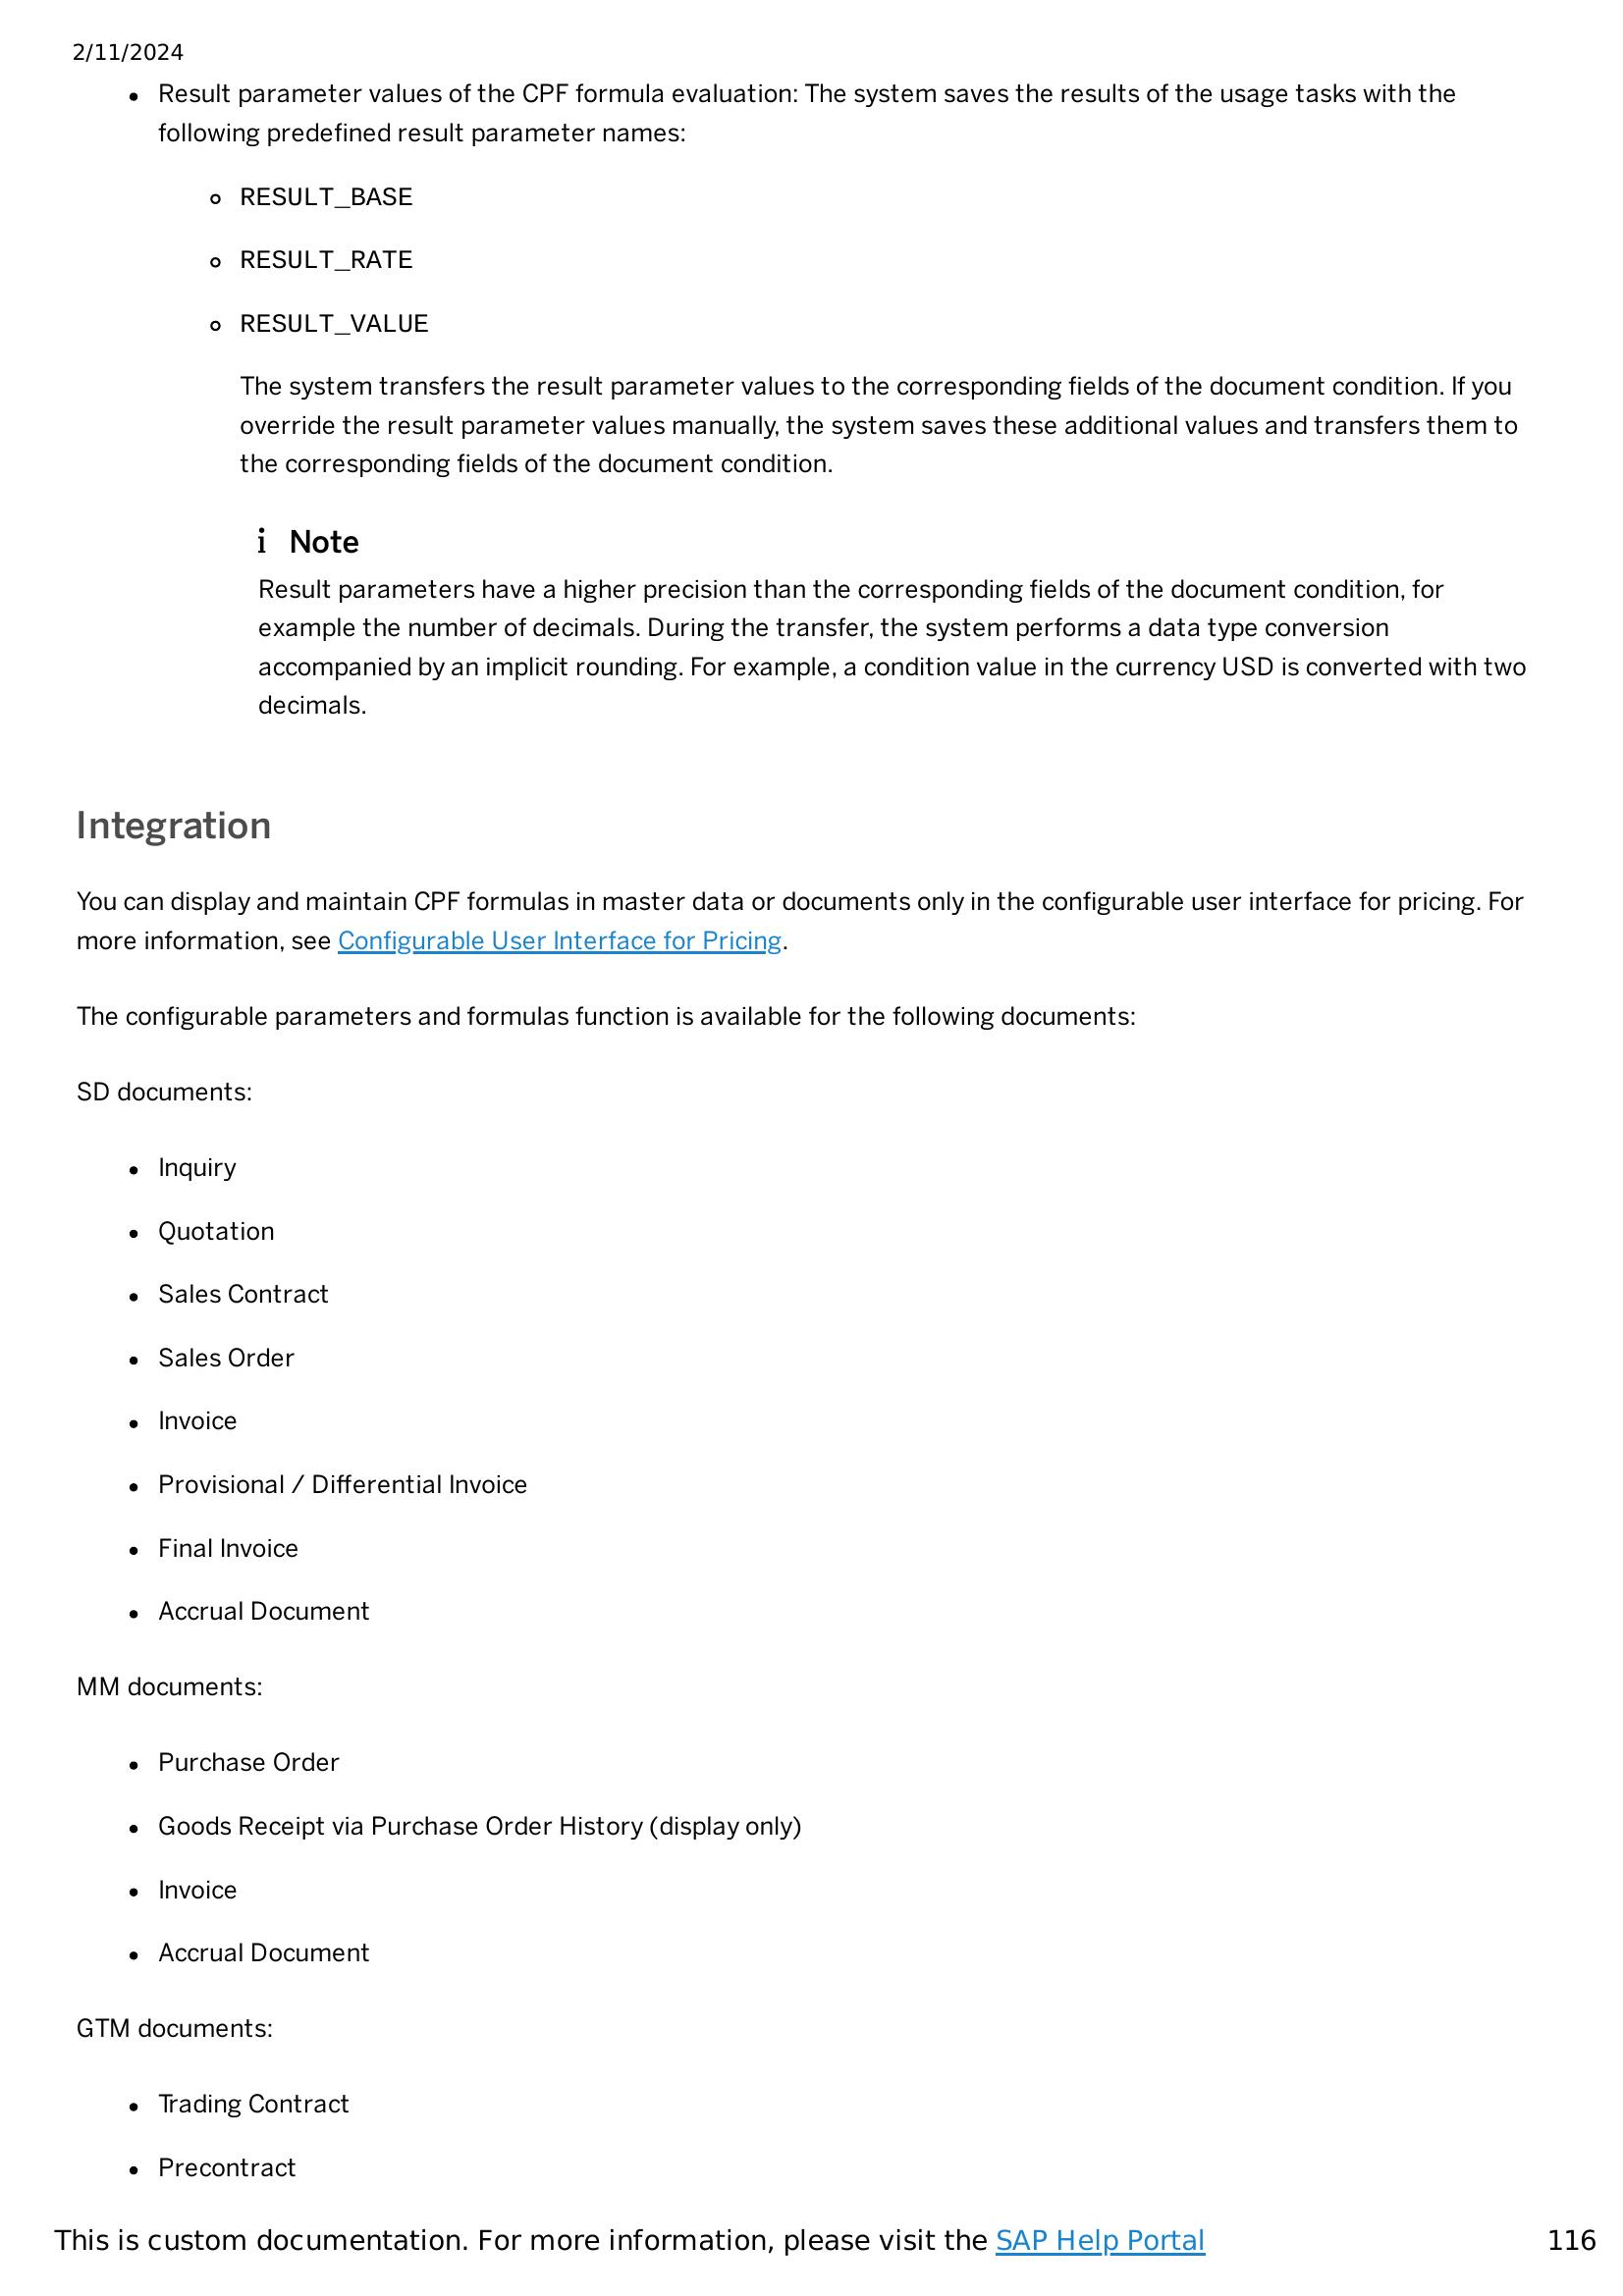 2/11/2024
• Result parameter values of the CPF formula evaluation: The system saves the results of the usage tasks with the
following predefined result parameter names:
◦ RESULT_BASE
◦ RESULT_RATE
◦ RESULT_VALUE
The system transfers the result parameter values to the corresponding fields of the document condition. If you
override the result parameter values manually, the system saves these additional values and transfers them to
the corresponding fields of the document condition.
i Note
Result parameters have a higher precision than the corresponding fields of the document condition, for
example the number of decimals. During the transfer, the system performs a data type conversion
accompanied by an implicit rounding. For example, a condition value in the currency USD is converted with two
decimals.
Integration
You can display and maintain CPF formulas in master data or documents only in the configurable user interface for pricing. For
more information, see Configurable User Interface for Pricing.
The configurable parameters and formulas function is available for the following documents:
SD documents:
• Inquiry
• Quotation
• Sales Contract
• Sales Order
• Invoice
• Provisional / Differential Invoice
• Final Invoice
• Accrual Document
MM documents:
• Purchase Order
• Goods Receipt via Purchase Order History (display only)
• Invoice
• Accrual Document
GTM documents:
• Trading Contract
• Precontract
This is custom documentation. For more information, please visit the SAP Help Portal 116